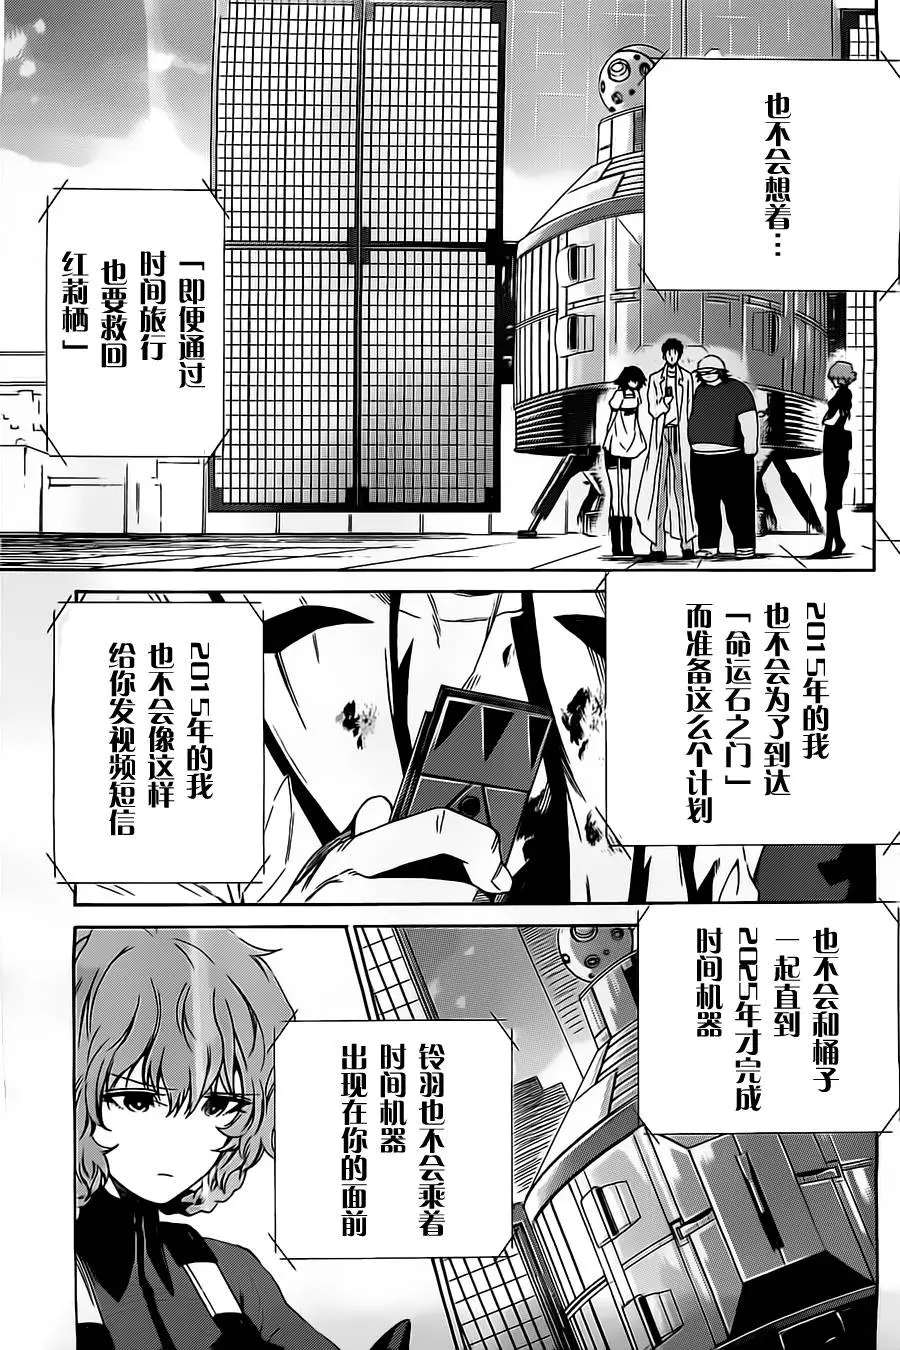 也不会想着…
「即便通过
时间旅行
也要救回
红莉栖」
2015年的我
也不会为了到达
「命运石之门」
而准备这么个计划
2015年的我
也不会像这样
给你发视频短信
也不会和桶子
一起直到
2025年才完成
时间机器
铃羽也不会乘着
时间机器
出现在你的面前